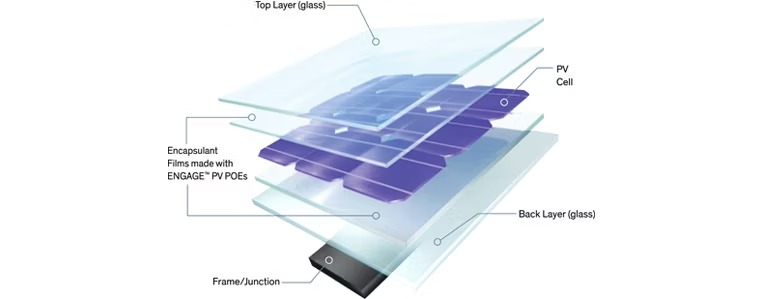 Top Layer (glass)
PV
Cell
Encapsulant
Films made with
ENGAGE™ PV POEs
Back Layer (glass)
Frame/Junction